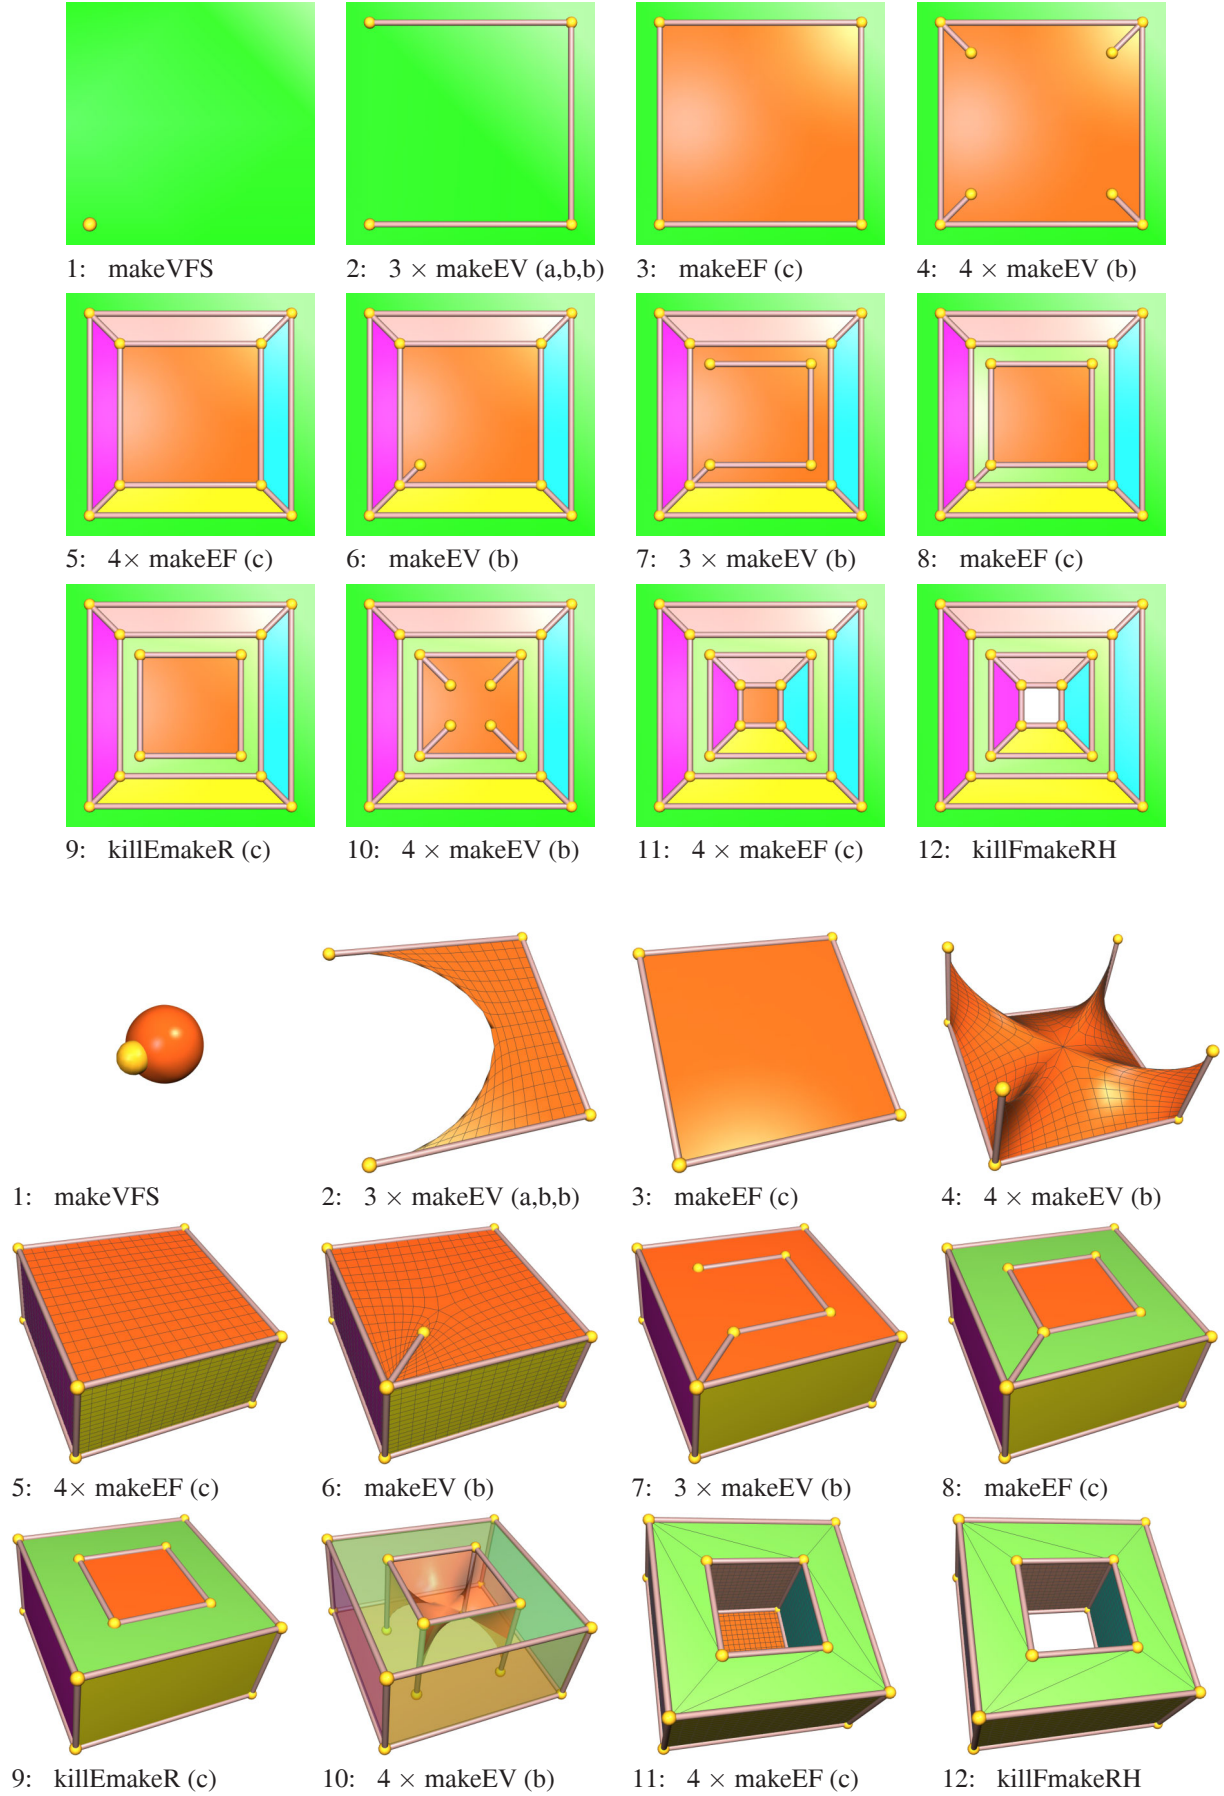 1: makeVFS
2: 3 × makeEV (a,b,b)
3: makeEF (c)
4: 4 × makeEV (b)
5: 4× makeEF (c)
6: makeEV (b)
7: 3 × makeEV (b)
8: makeEF (c)
9: killEmakeR (c)
10: 4 × makeEV (b)
11: 4 × makeEF (c)
12: killFmakeRH
1: makeVFS
2: 3 × makeEV (a,b,b)
3: makeEF (c)
4: 4 × makeEV (b)
5: 4× makeEF (c)
6: makeEV (b)
7: 3 × makeEV (b)
8: makeEF (c)
9: killEmakeR (c)
10: 4 × makeEV (b)
11: 4 × makeEF (c)
12: killFmakeRH